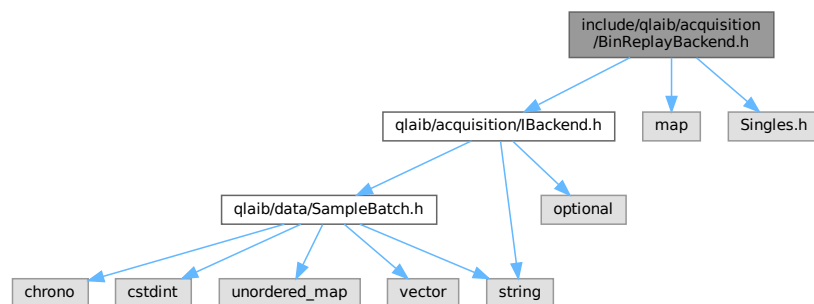 include/qlaib/acquisition
/BinReplayBackend.h
qlaib/acquisition/IBackend.h
map
Singles.h
qlaib/data/SampleBatch.h
optional
chrono
cstdint
unordered_map
vector
string